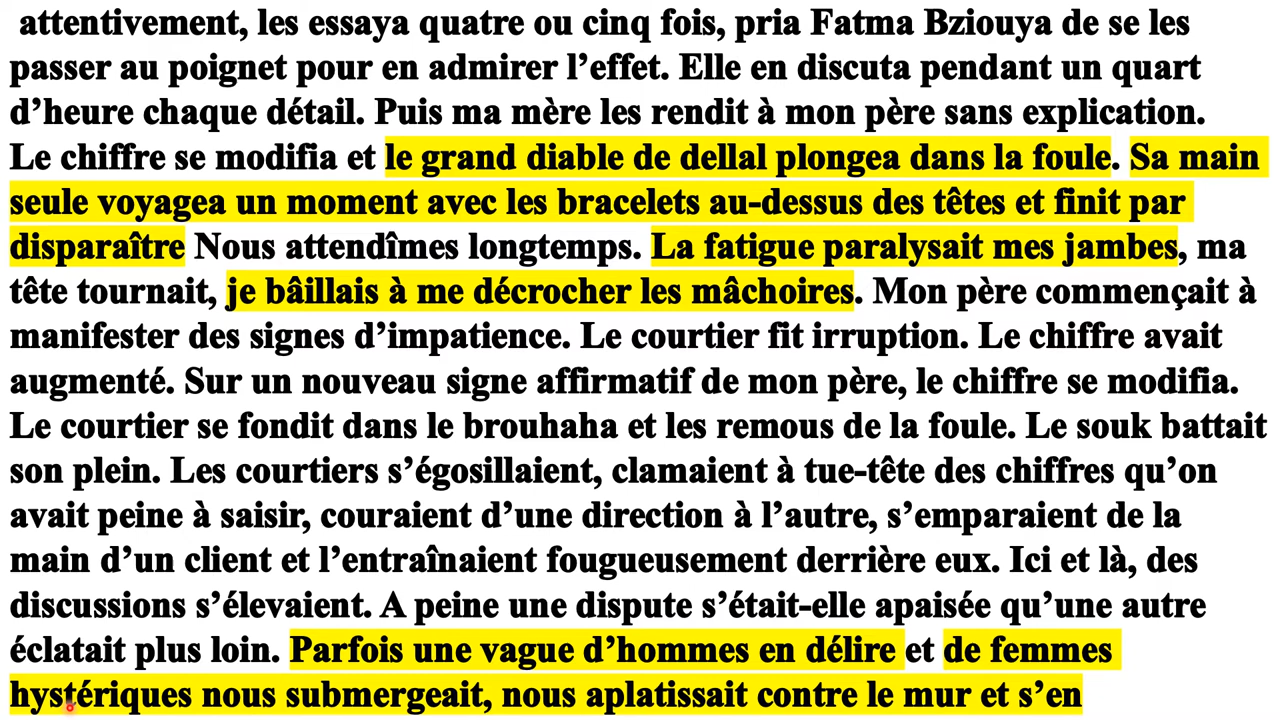 attentivement, les essaya quatre ou cinq fois, pria Fatma Bziouya de se les
passer au poignet pour en admirer l’effet. Elle en discuta pendant un quart
d’heure chaque détail. Puis ma mère les rendit à mon père sans explication.
Le chiffre se modifia et le grand diable de dellal plongea dans la foule. Sa main
seule voyagea un moment avec les bracelets au-dessus des têtes et finit par
disparaître Nous attendîmes longtemps. La fatigue paralysait mes jambes, ma
tête tournait, je bâillais à me décrocher les mâchoires. Mon père commençait à
manifester des signes d’impatience. Le courtier fit irruption. Le chiffre avait
augmenté. Sur un nouveau signe affirmatif de mon père, le chiffre se modifia.
Le courtier se fondit dans le brouhaha et les remous de la foule. Le souk battait
son plein. Les courtiers s’égosillaient, clamaient à tue-tête des chiffres qu’on
avait peine à saisir, couraient d’une direction à l’autre, s’emparaient de la
main d’un client et l’entraînaient fougueusement derrière eux. Ici et là, des
discussions s’élevaient. A peine une dispute s’était-elle apaisée qu’une autre
éclatait plus loin. Parfois une vague d’hommes en délire et de femmes
hystériques nous submergeait, nous aplatissait contre le mur et s’en